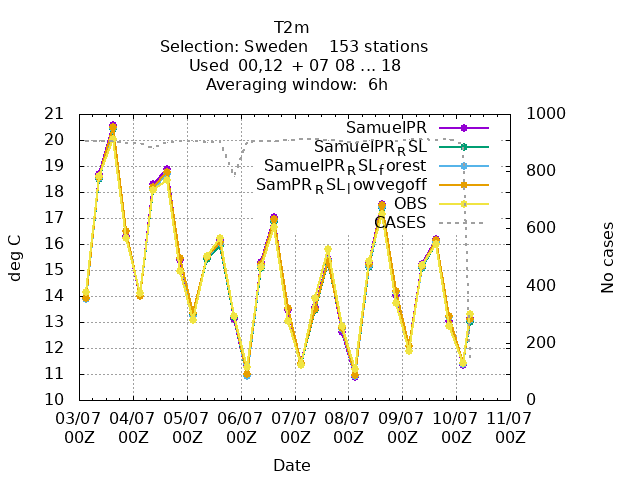 T2m
Selection: Sweden 153 stations
Used 00,12 + 07 08 ... 18
Averaging window: 6h
21
20
19
18
17
16
15
14
13
12
11
10
deg C
1000
800
600
400
200
0
No cases
SamuelPR
SamuelPR_RSL
SamuelPR_RSL_forest
SamPR_RSL_lowvegoff
OBS
CASES
03/07 04/07 05/07 06/07 07/07 08/07 09/07 10/07 11/07
00Z 00Z 00Z 00Z 00Z 00Z 00Z 00Z 00Z
Date